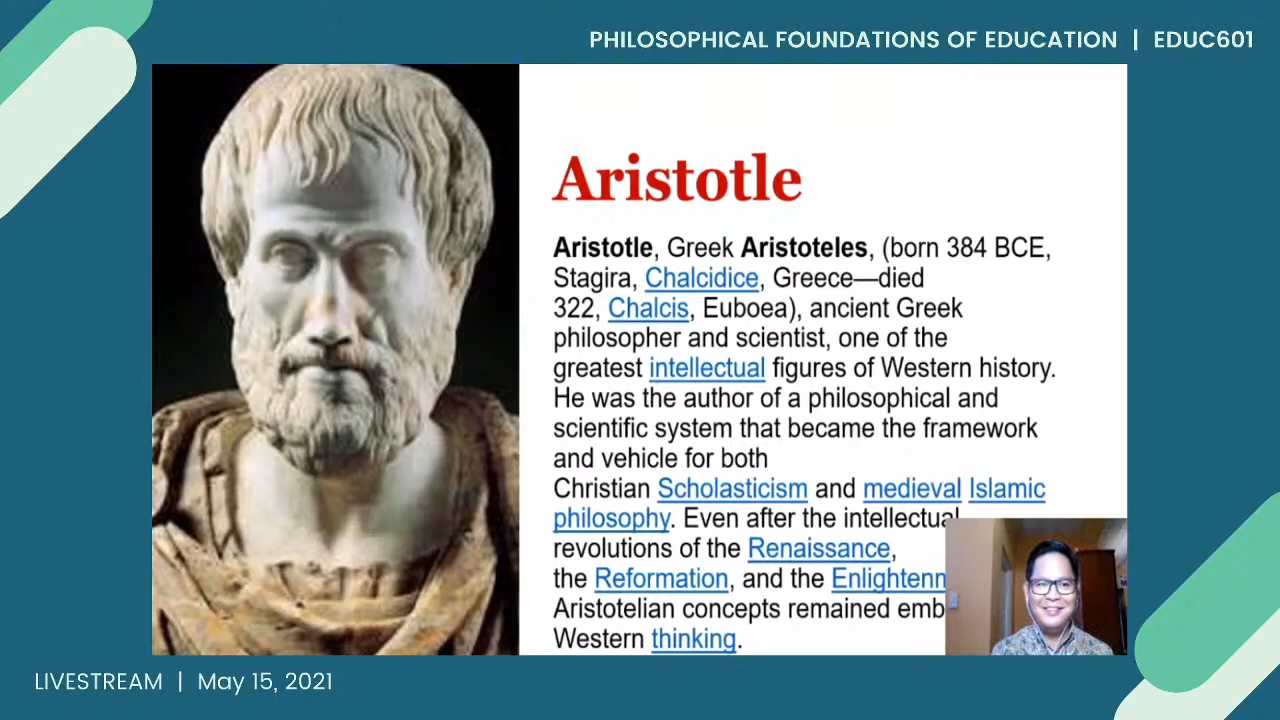 PHILOSOPHICAL FOUNDATIONS OF EDUCATION | EDUC601
Aristotle
Aristotle, Greek Aristoteles, (born 384 BCE,
Stagira, Chalcidice, Greece—died
322, Chalcis, Euboea), ancient Greek
philosopher and scientist, one of the
greatest intellectual figures of Western history.
He was the author of a philosophical and
scientific system that became the framework
and vehicle for both
Christian Scholasticism and medieval Islamic
philosophy. Even after the intellectual
revolutions of the Renaissance,
the Reformation, and the Enlightenn
Aristotelian concepts remained emb
Western thinking.
LIVESTREAM | May 15, 2021